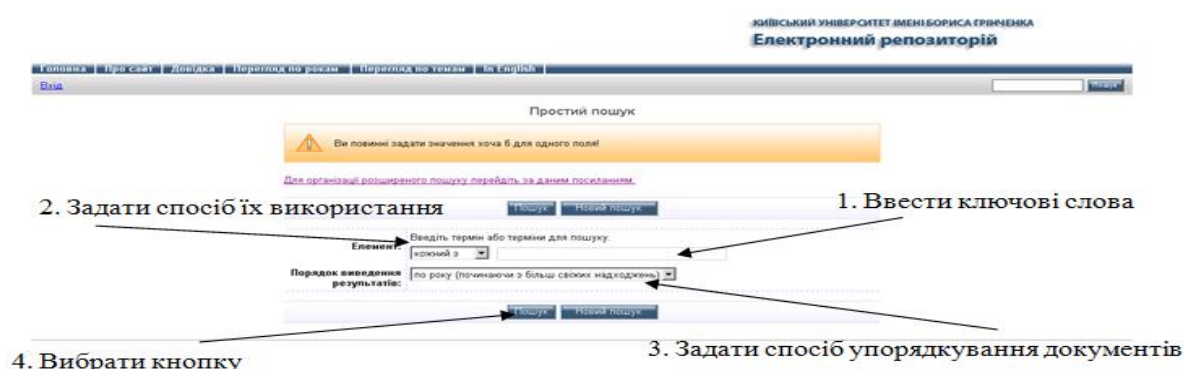 КИЇВСЬКИЙ УНІВЕРСИТЕТ ІМЕНІ БОРИСА ГРІНЧЕНКА
Електронний репозиторій
Головна | Про сайт | Довідка | Перегляд по рокам | Перегляд по темам | In English
Вхід
Пошук
Простий пошук
Ви повинні задати значення хоча б для одного поля!
Для організації розширеного пошуку перейдіть за даним посиланням.
2. Задати спосіб їх використання
Пошук Новий пошук
1. Ввести ключові слова
Введіть термін або терміни для пошуку.
Елемент: кожний з
Порядок виведення результатів: по року (починаючи з більш свіжих надходжень)
Пошук Новий пошук
3. Задати спосіб упорядкування документів
4. Вибрати кнопку